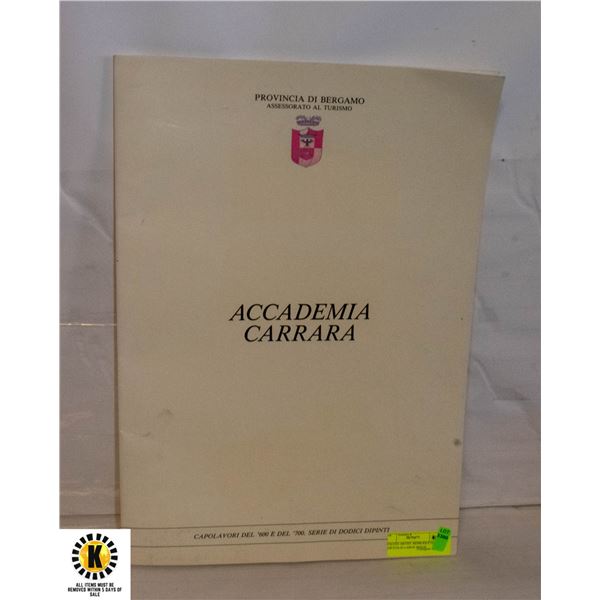 PROVINCIA DI BERGAMO
ASSESSORATO AL TURISMO
ACCADEMIA
CARRARA
CAPOLAVORI DEL '600 E DEL '700. SERIE DI DODICI DIPINTI
LOT
K
ALL ITEMS MUST BE
REMOVED WITHIN 5 DAYS OF
SALE